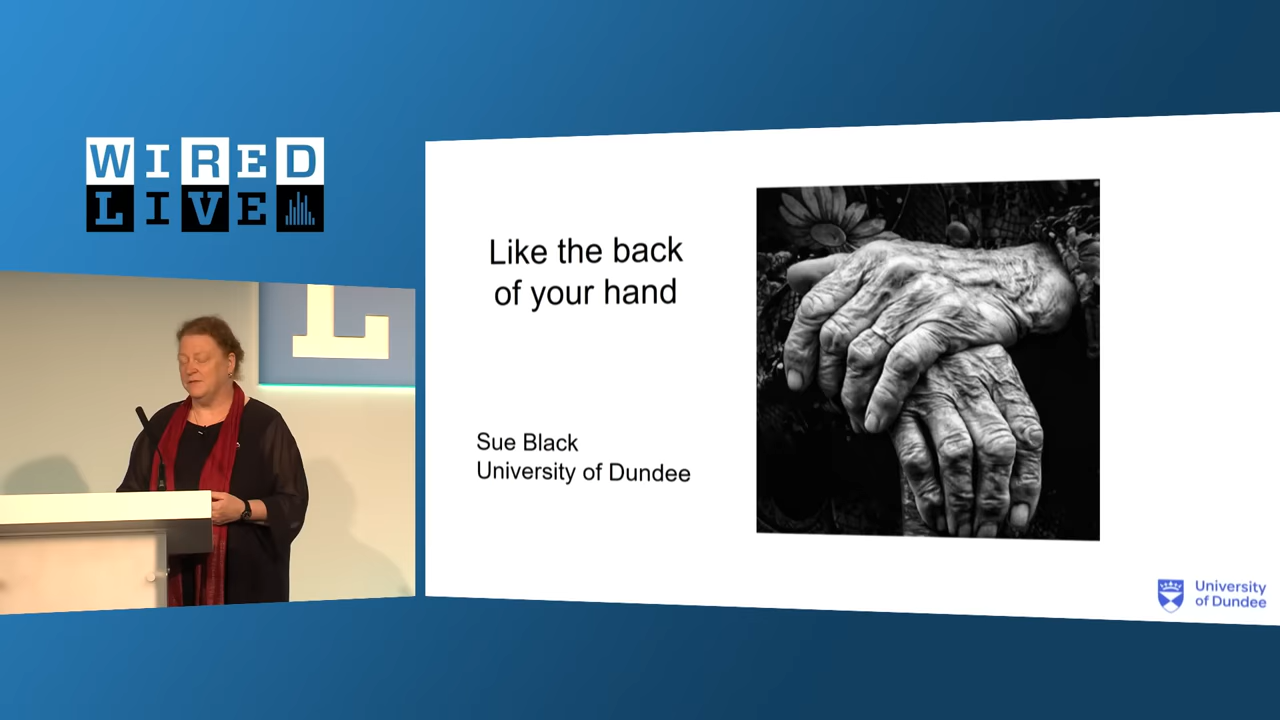 WIRED
LIVE
L
Like the back
of your hand
Sue Black
University of Dundee
University
of Dundee